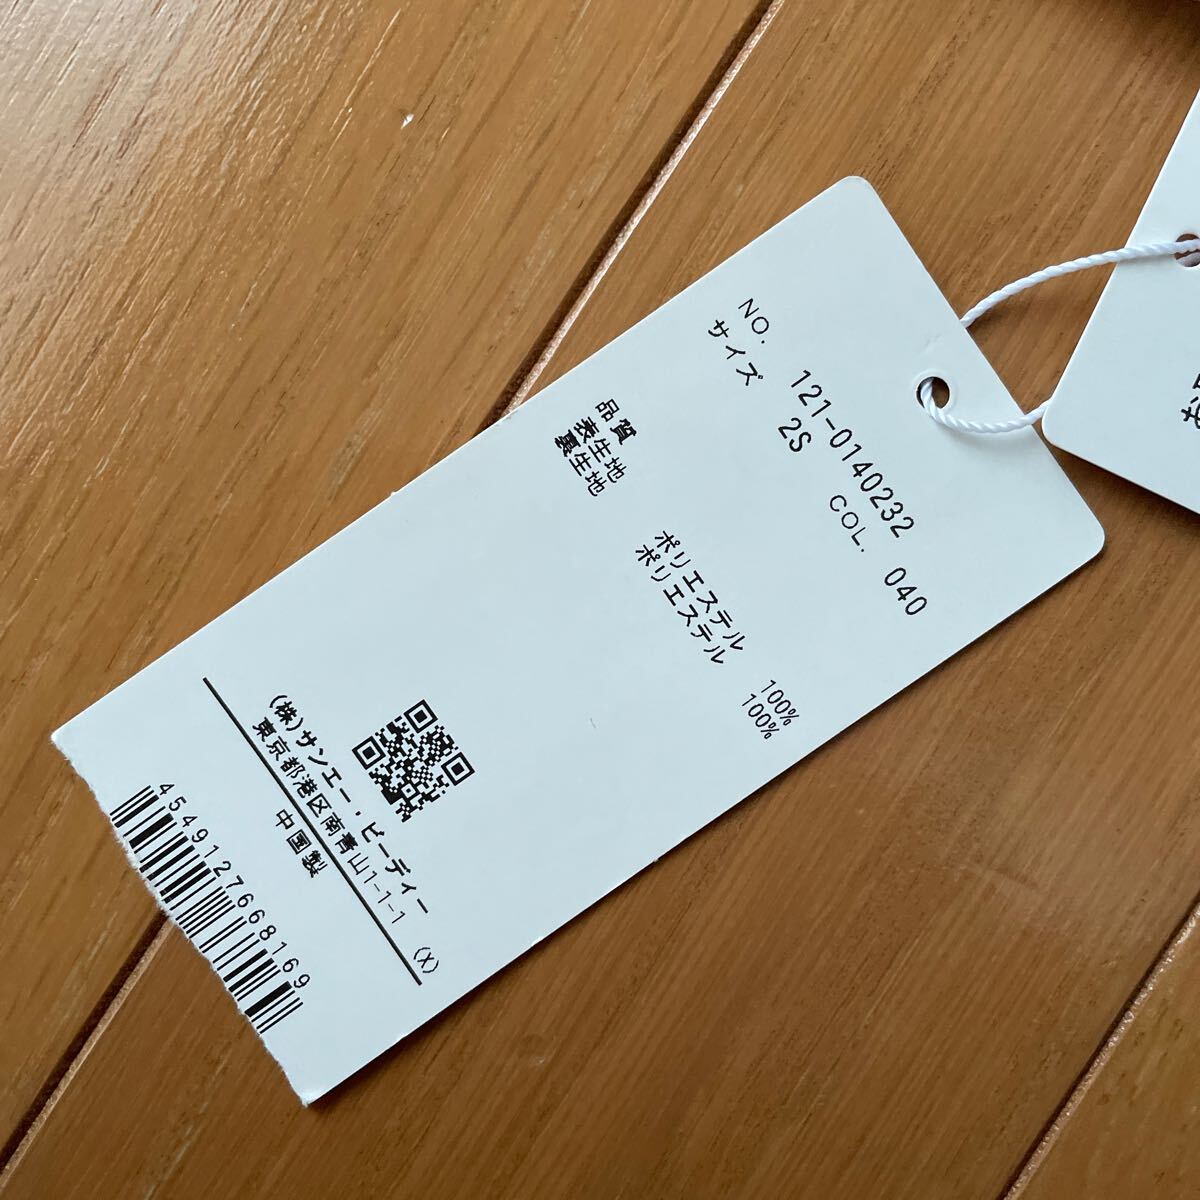 NO. 121-0140232
サイズ 2S COL. 040
品質
表生地 ポリエステル 100%
裏生地 ポリエステル 100%
(株)サンエー・ビーディー (X)
東京都港区南青山1-1-1
中国製
4549127668169